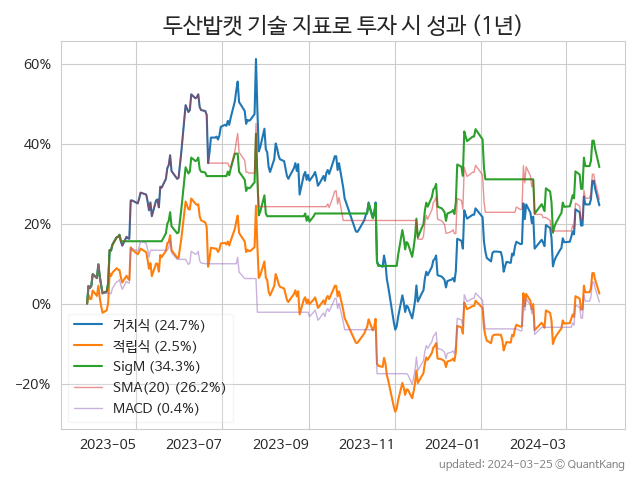 두산밥캣 기술 지표로 투자 시 성과 (1년)
60%
40%
20%
0%
−20%
거치식 (24.7%)
적립식 (2.5%)
SigM (34.3%)
SMA(20) (26.2%)
MACD (0.4%)
2023−05
2023−07
2023−09
2023−11
2024−01
2024−03
updated: 2024-03-25 ⓒ QuantKang